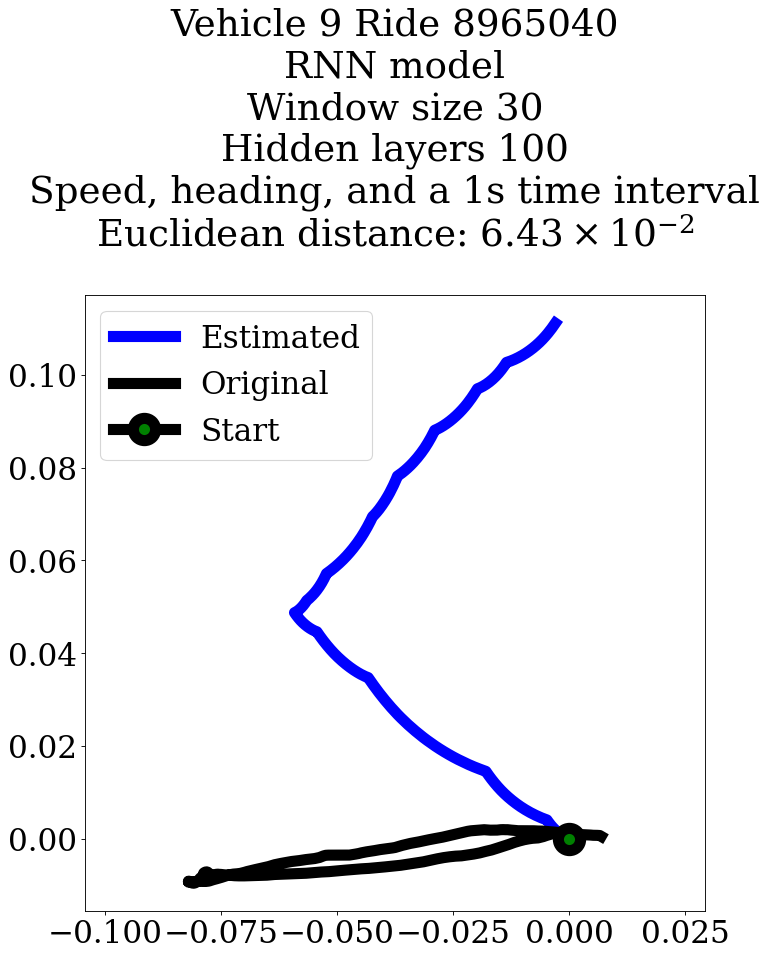 Vehicle 9 Ride 8965040
RNN model
Window size 30
Hidden layers 100
Speed, heading, and a 1s time interval
Euclidean distance: 6.43 × 10⁻²
Estimated
Original
Start
0.10
0.08
0.06
0.04
0.02
0.00
−0.100 −0.075 −0.050 −0.025 0.000 0.025